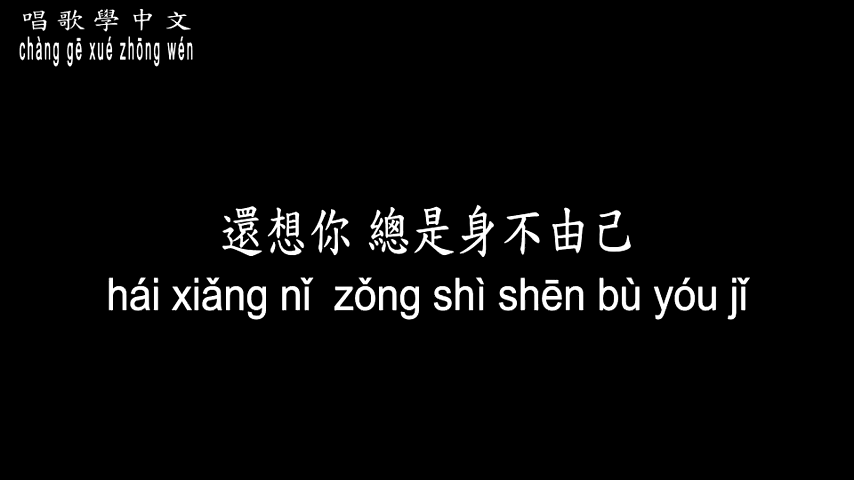 唱歌學中文
chàng gē xué zhōng wén
還想你 總是身不由己
hái xiǎng nǐ zǒng shì shēn bù yóu jǐ